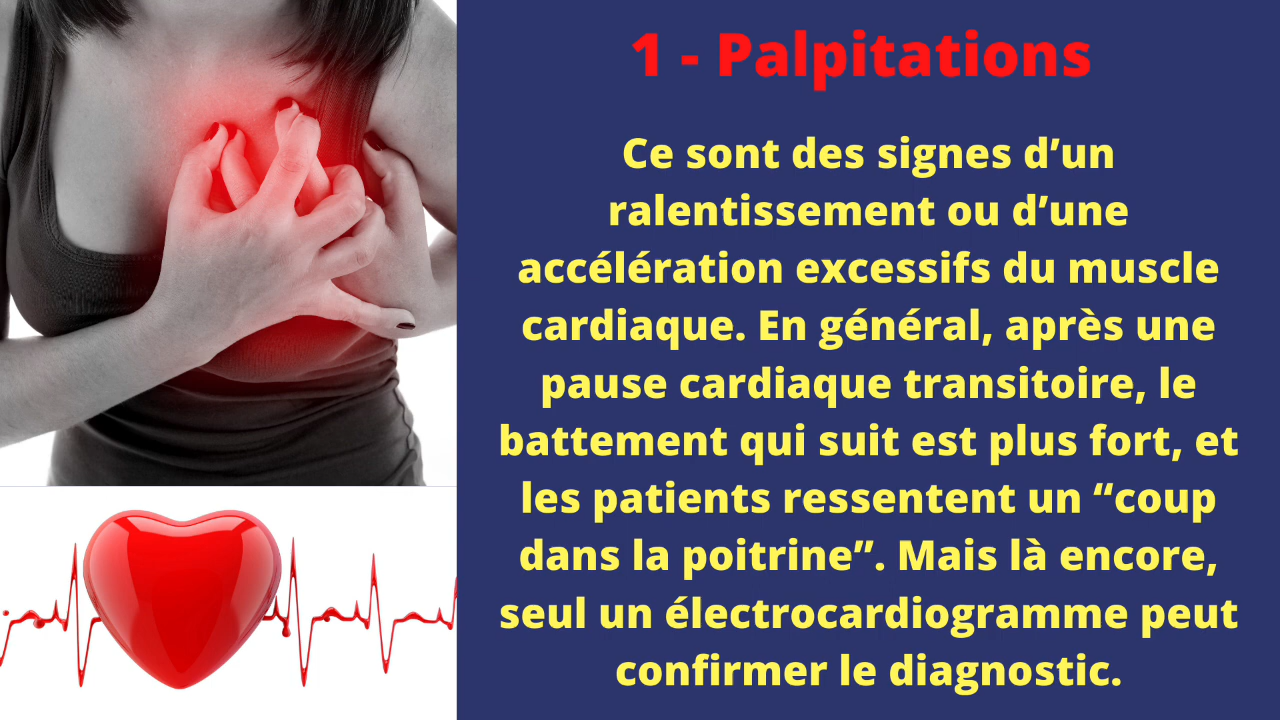 1 - Palpitations
Ce sont des signes d’un
ralentissement ou d’une
accélération excessifs du muscle
cardiaque. En général, après une
pause cardiaque transitoire, le
battement qui suit est plus fort, et
les patients ressentent un “coup
dans la poitrine”. Mais là encore,
seul un électrocardiogramme peut
confirmer le diagnostic.